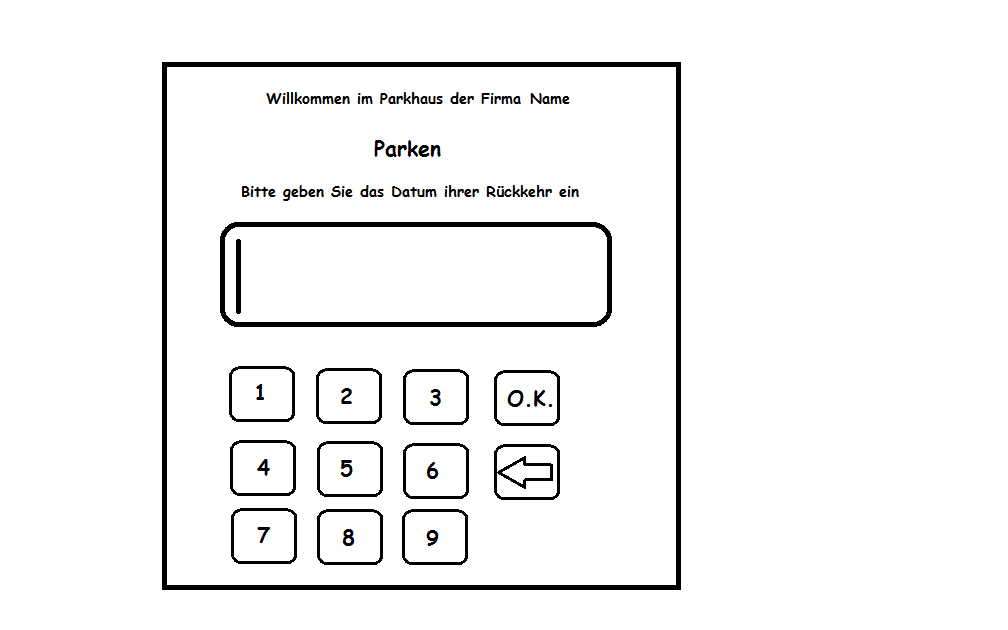 Willkommen im Parkhaus der Firma Name
Parken
Bitte geben Sie das Datum ihrer Rückkehr ein
1 2 3 O.K.
4 5 6
7 8 9